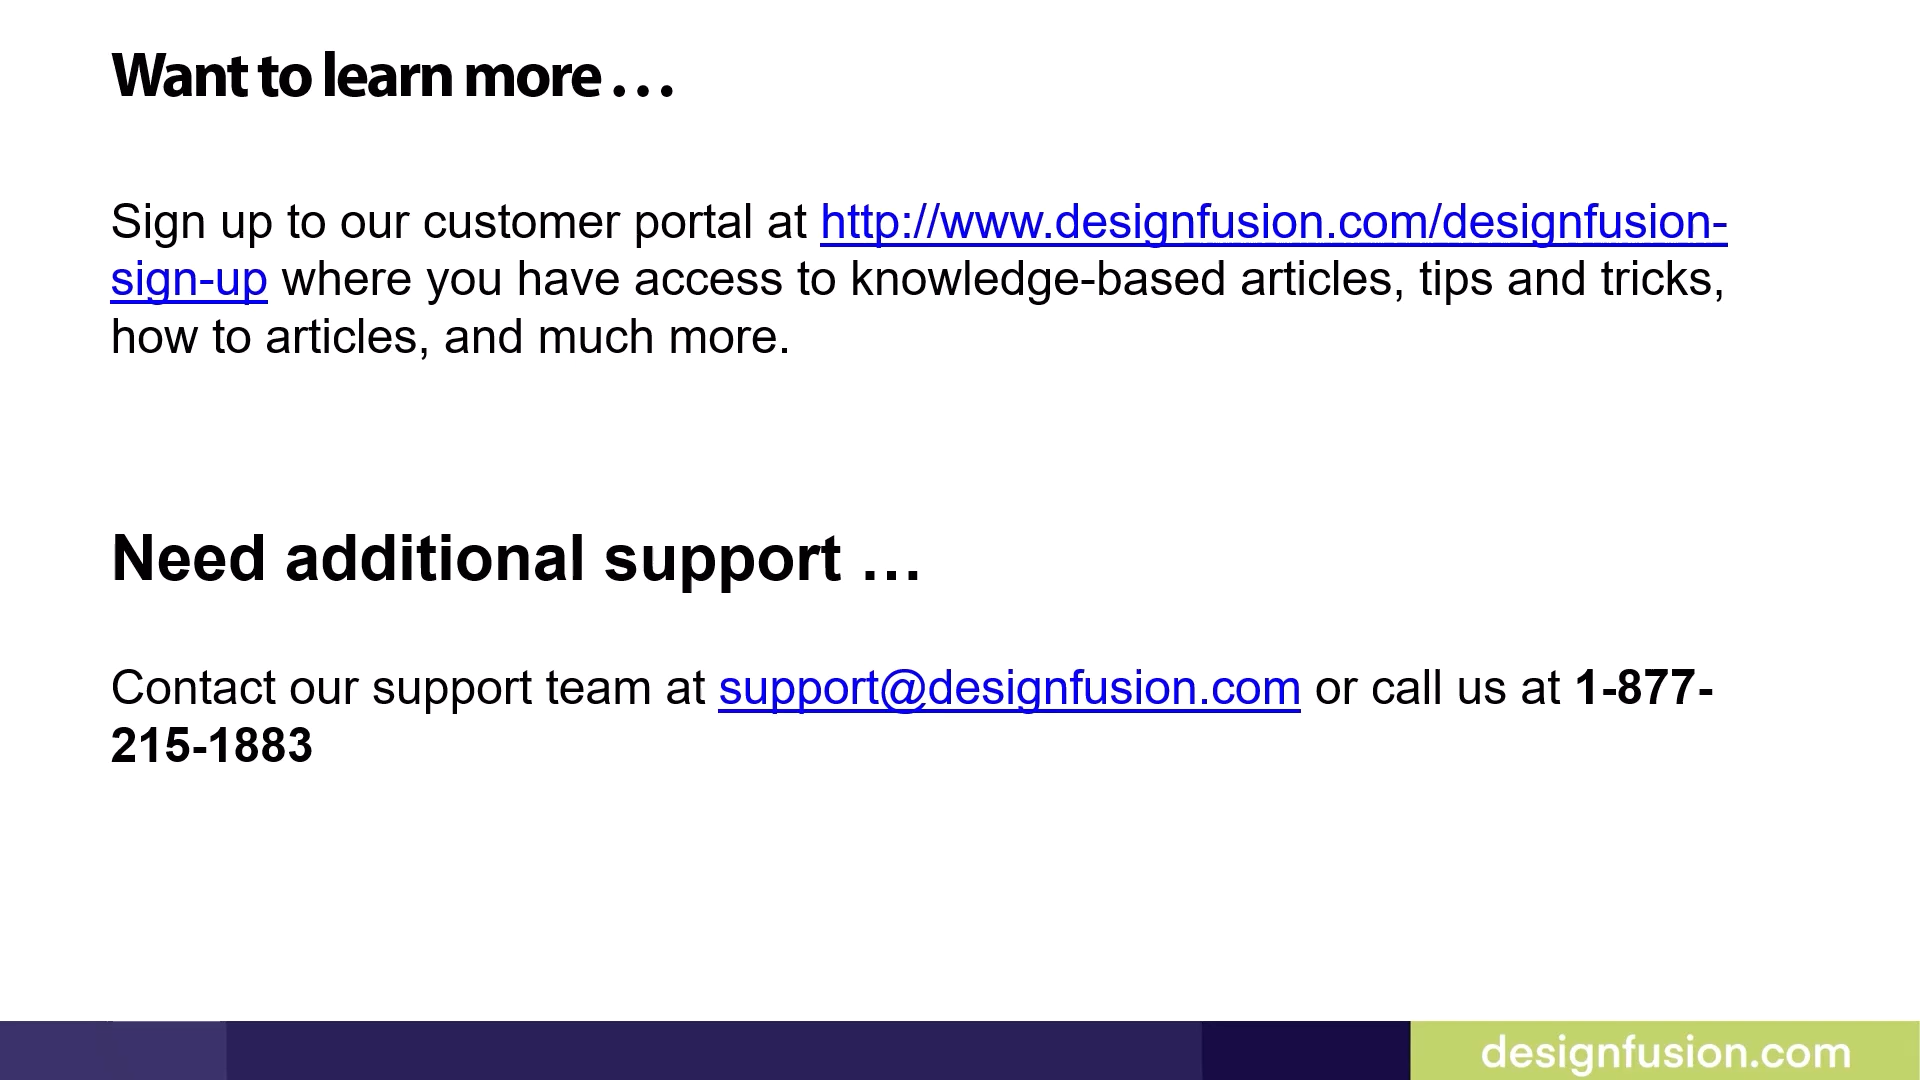 Want to learn more…
Sign up to our customer portal at http://www.designfusion.com/designfusion-
sign-up where you have access to knowledge-based articles, tips and tricks,
how to articles, and much more.
Need additional support …
Contact our support team at support@designfusion.com or call us at 1-877-
215-1883
designfusion.com